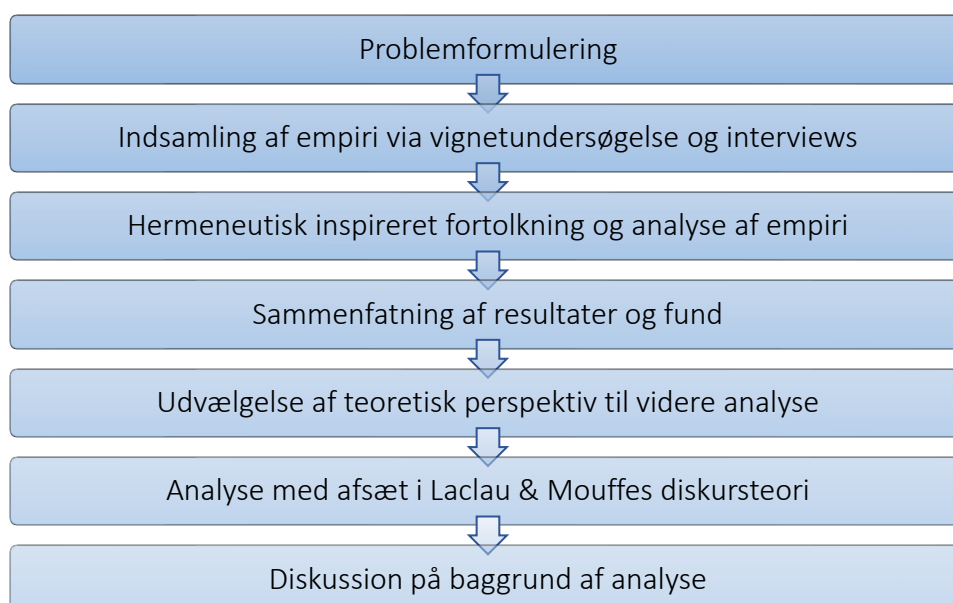 Problemformulering
Indsamling af empiri via vignetundersøgelse og interviews
Hermeneutisk inspireret fortolkning og analyse af empiri
Sammenfatning af resultater og fund
Udvælgelse af teoretisk perspektiv til videre analyse
Analyse med afsæt i Laclau & Mouffes diskursteori
Diskussion på baggrund af analyse